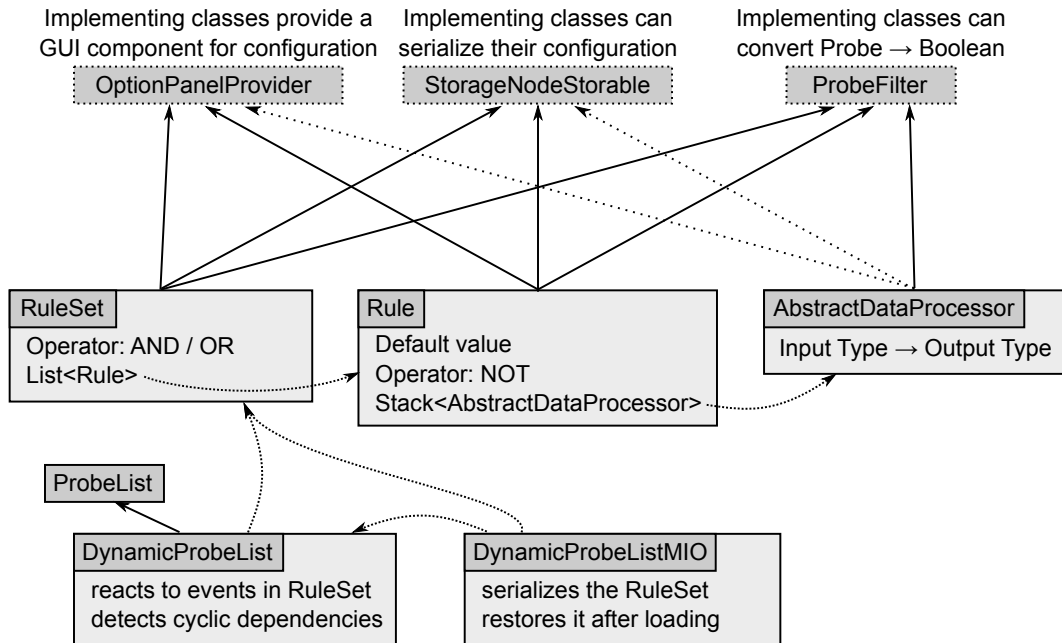 Implementing classes provide a
GUI component for configuration
OptionPanelProvider
Implementing classes can
serialize their configuration
StorageNodeStorable
Implementing classes can
convert Probe → Boolean
ProbeFilter
RuleSet
Operator: AND / OR
List<Rule>
Rule
Default value
Operator: NOT
Stack<AbstractDataProcessor>
AbstractDataProcessor
Input Type → Output Type
ProbeList
DynamicProbeList
reacts to events in RuleSet
detects cyclic dependencies
DynamicProbeListMIO
serializes the RuleSet
restores it after loading